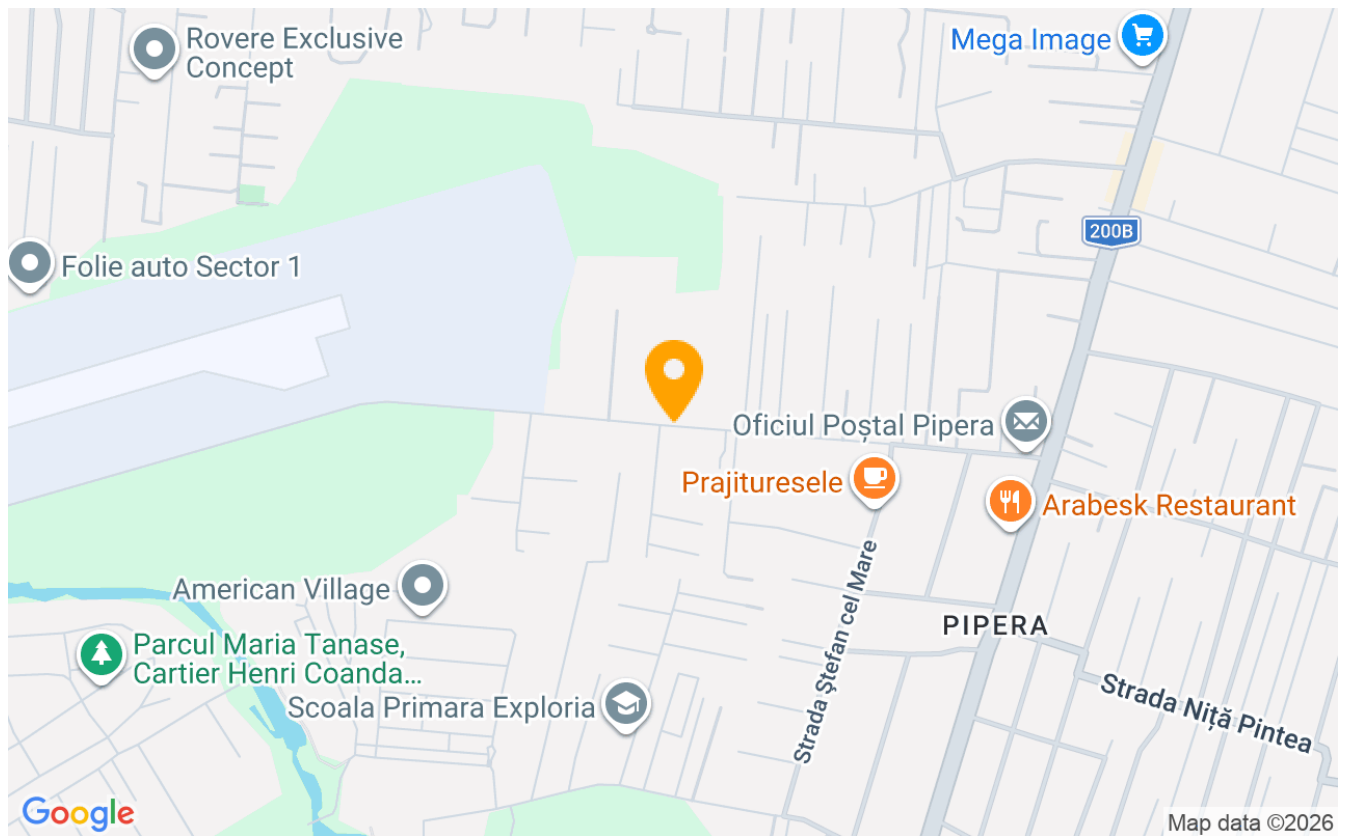 Rovere Exclusive
Concept
Mega Image
200B
Folie auto Sector 1
Oficiul Poștal Pipera
Prajituresele
Arabesk Restaurant
American Village
PIPERA
Parcul Maria Tanase,
Cartier Henri Coanda...
Strada Ștefan cel Mare
Strada Niță Pintea
Scoala Primara Exploria
Google
Map data ©2026